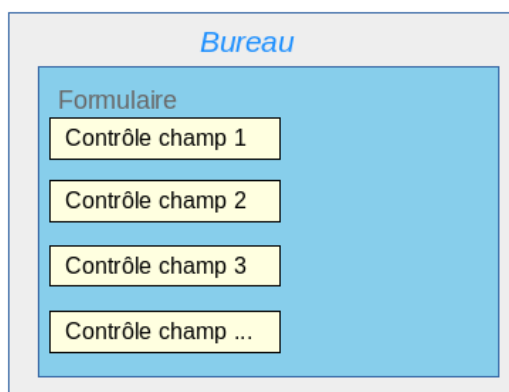 Bureau
Formulaire
Contrôle champ 1
Contrôle champ 2
Contrôle champ 3
Contrôle champ ...